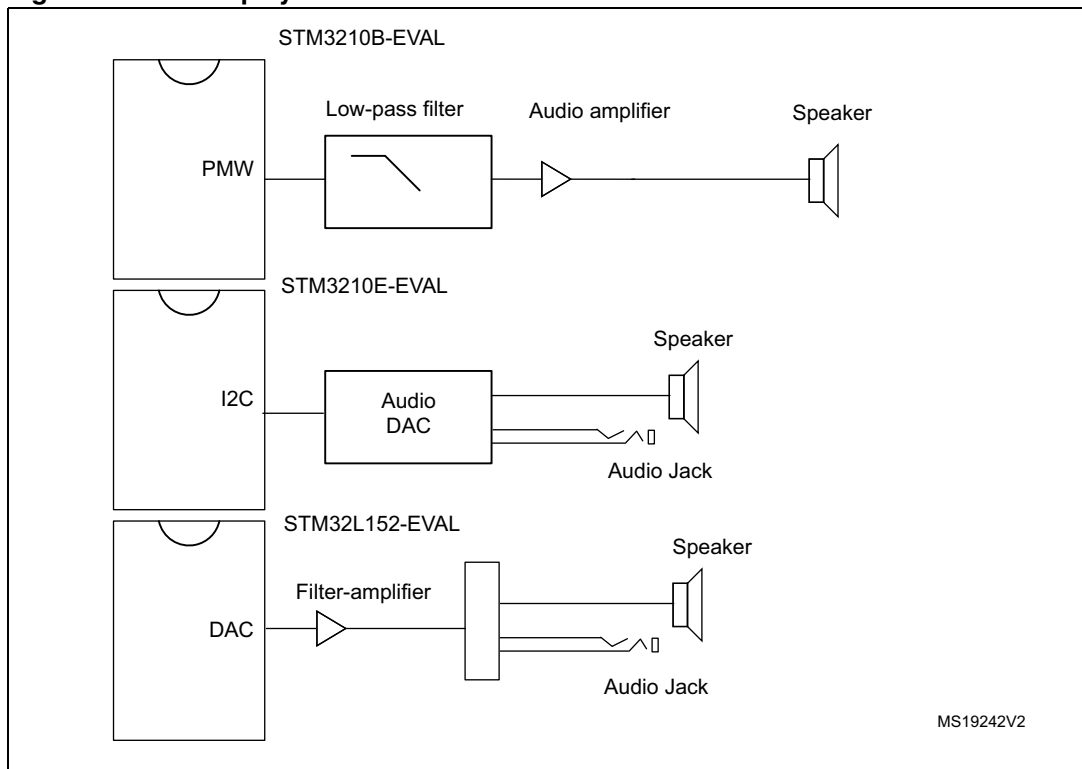 STM3210B-EVAL
Low-pass filter
Audio amplifier
Speaker
PMW
STM3210E-EVAL
Speaker
I2C
Audio
DAC
Audio Jack
STM32L152-EVAL
Speaker
Filter-amplifier
DAC
Audio Jack
MS19242V2